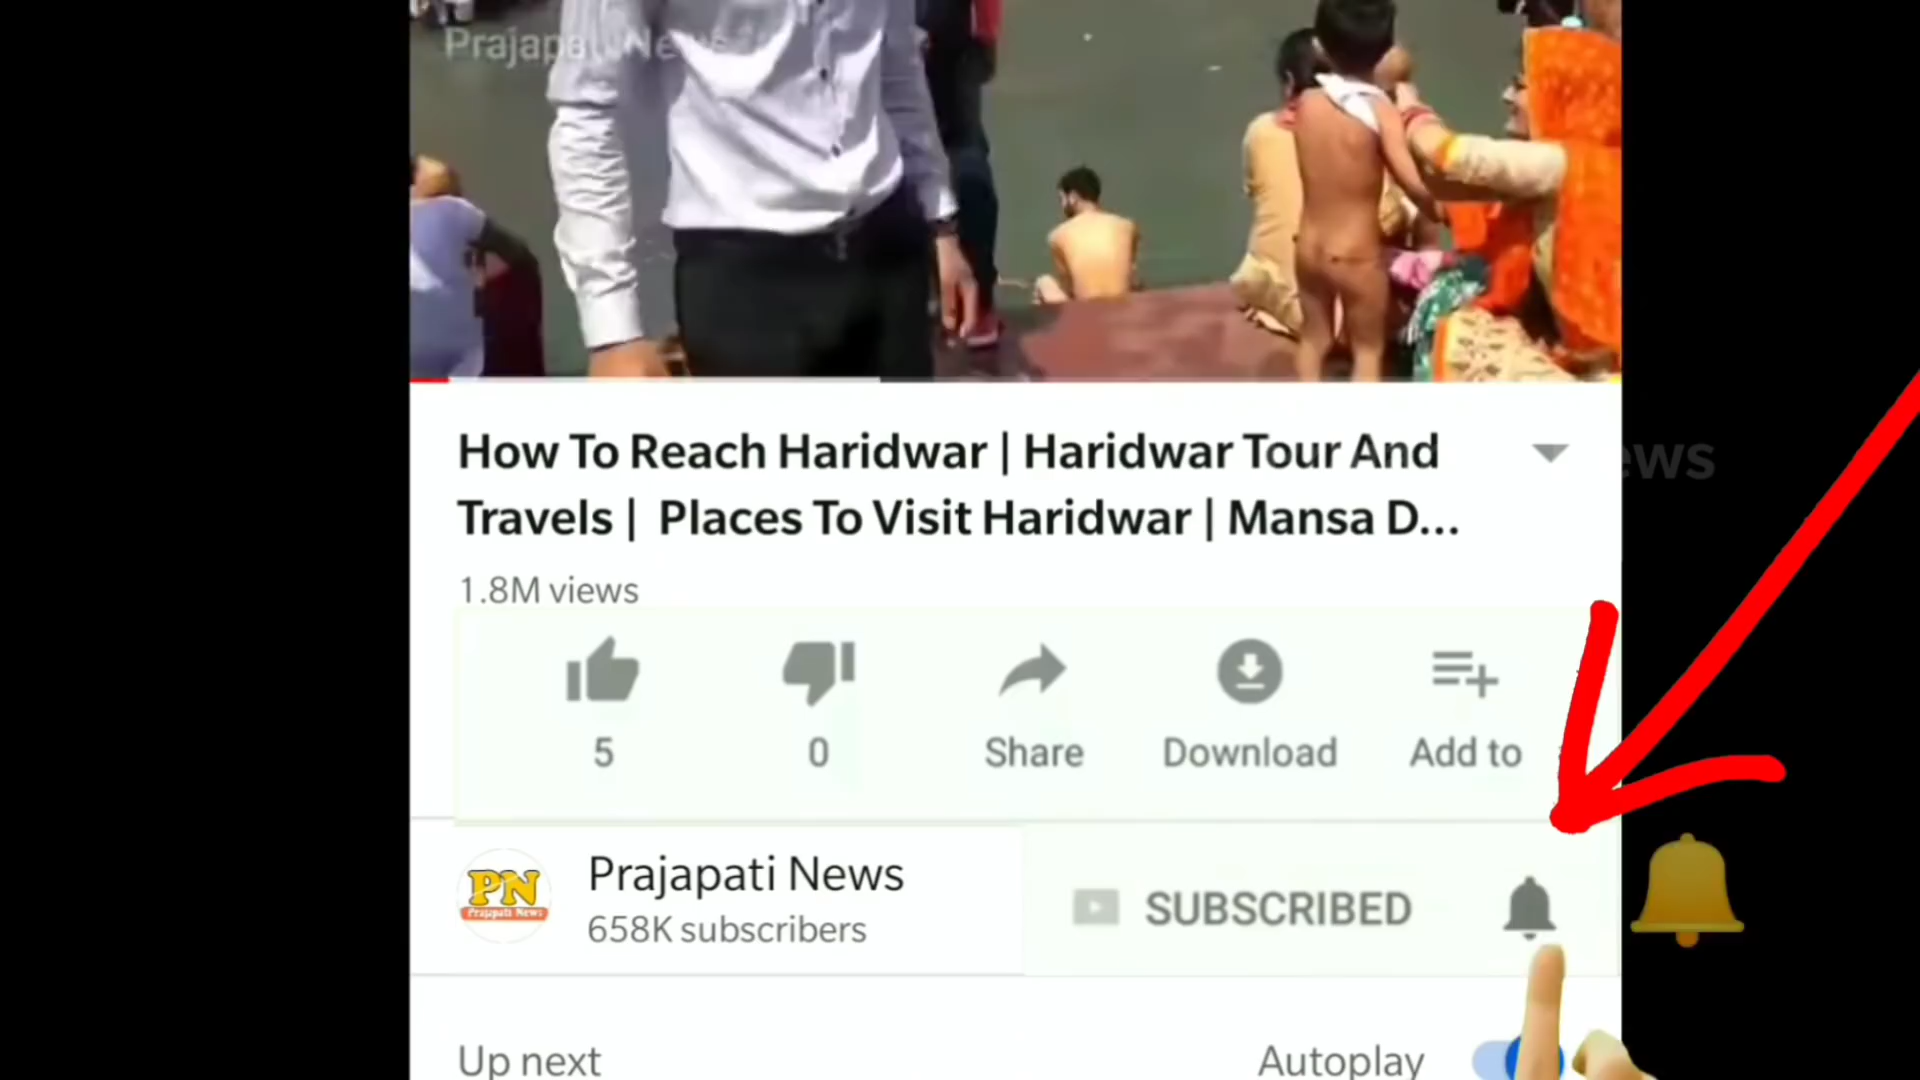 Prajapati News
How To Reach Haridwar | Haridwar Tour And
Travels | Places To Visit Haridwar | Mansa D...
ews
1.8M views
5
0
Share
Download
Add to
PN
Prajapati News
Prajapati News
658K subscribers
SUBSCRIBED
Up next
Autoplay